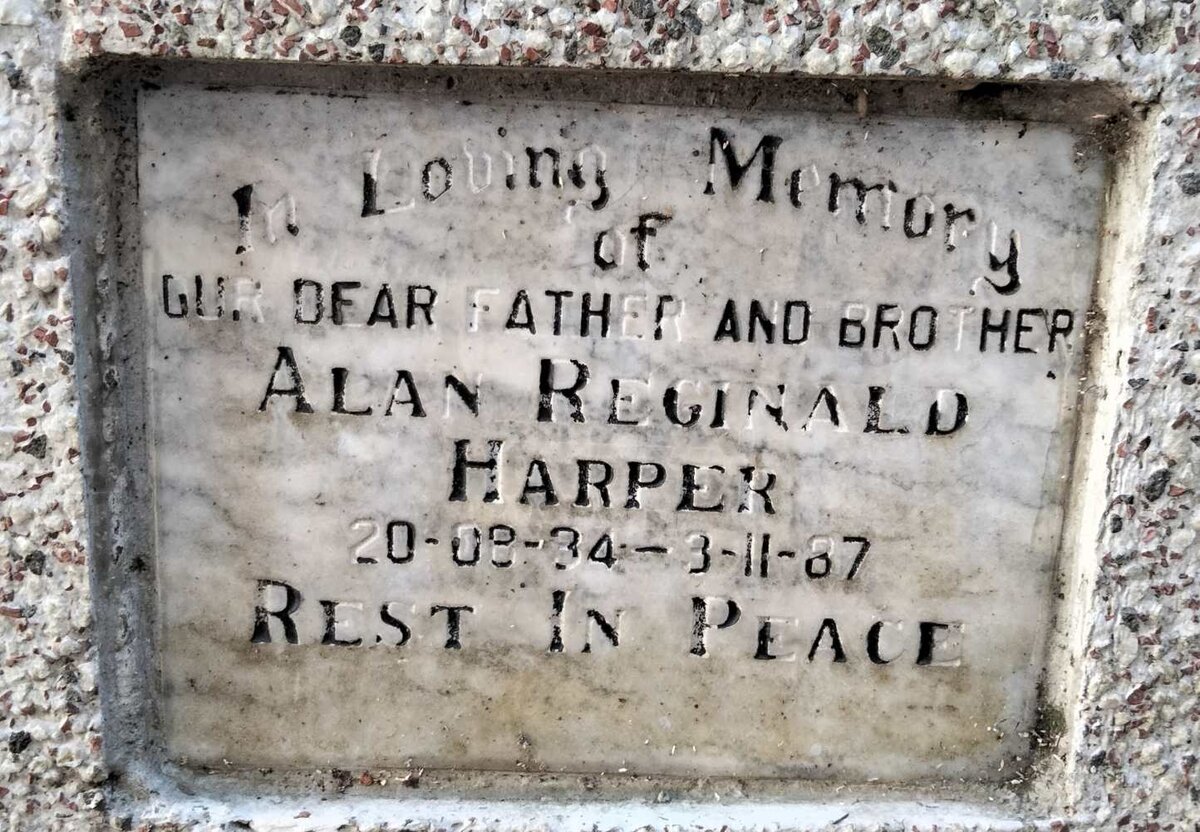 In Loving Memory
of
OUR DEAR FATHER AND BROTHER
ALAN REGINALD
HARPER
20-08-34-3-11-87
REST IN PEACE